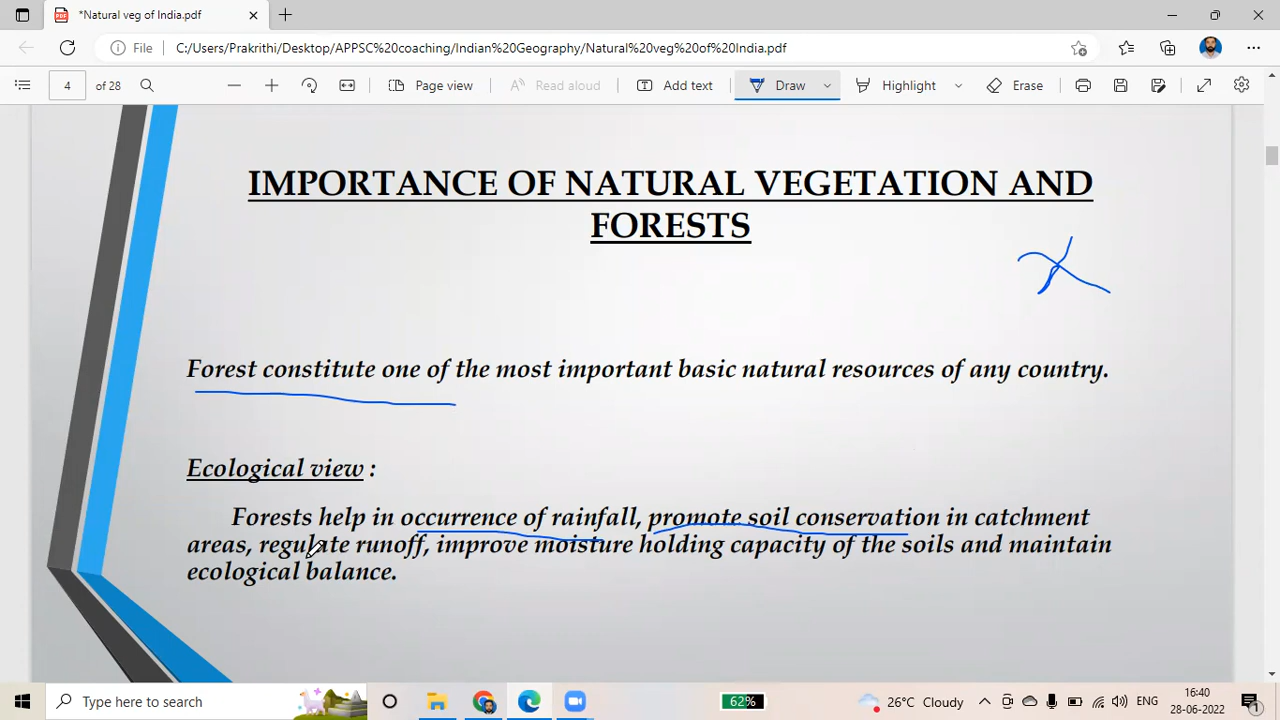 *Natural veg of India.pdf
File
C:/Users/Prakrithi/Desktop/APPSC%20coaching/Indian%20Geography/Natural%20veg%20of%20India.pdf
4 of 28
Page view
Read aloud
Add text
Draw
Highlight
Erase
IMPORTANCE OF NATURAL VEGETATION AND
FORESTS
Forest constitute one of the most important basic natural resources of any country.
Ecological view :
Forests help in occurrence of rainfall, promote soil conservation in catchment
areas, regulate runoff, improve moisture holding capacity of the soils and maintain
ecological balance.
Type here to search
62%
26°C Cloudy
ENG
16:40
28-06-2022